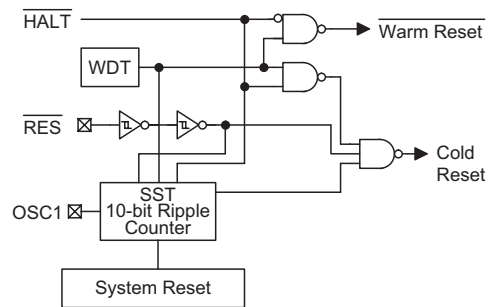 HALT
Warm Reset
WDT
RES
Cold
Reset
SST
10-bit Ripple
Counter
OSC1
System Reset